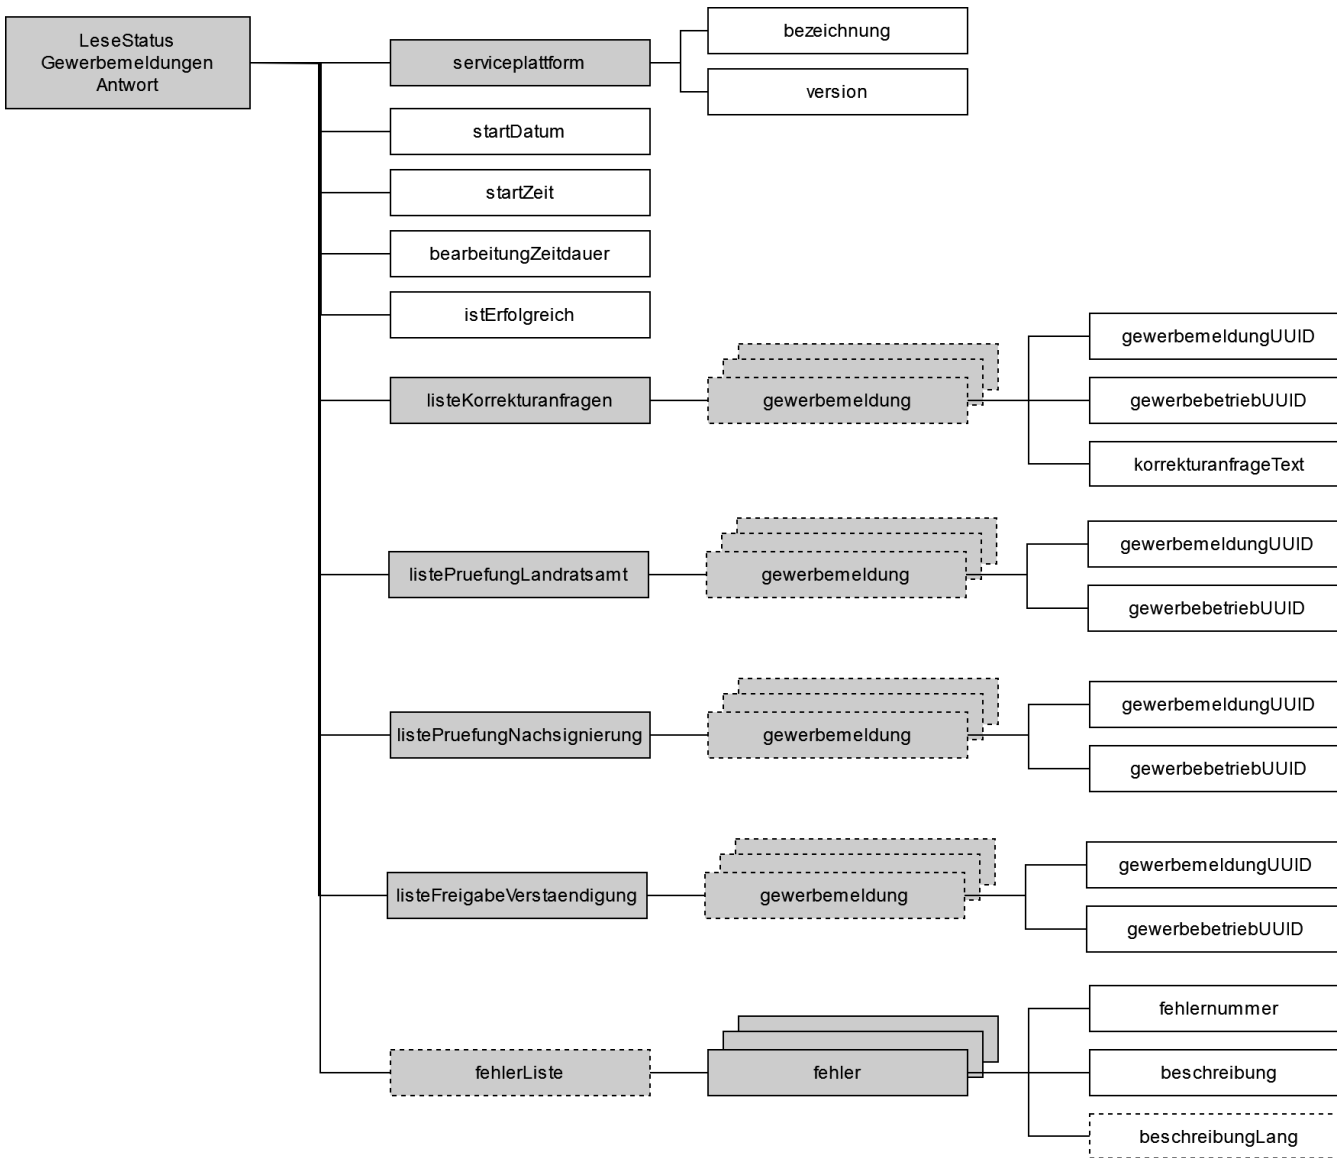 LeseStatus
Gewerbemeldungen
Antwort
serviceplattform
bezeichnung
version
startDatum
startZeit
bearbeitungZeitdauer
istErfolgreich
listeKorrekturanfragen
gewerbemeldung
gewerbemeldungUUID
gewerbebetriebUUID
korrekturanfrageText
listePruefungLandratsamt
gewerbemeldung
gewerbemeldungUUID
gewerbebetriebUUID
listePruefungNachsignierung
gewerbemeldung
gewerbemeldungUUID
gewerbebetriebUUID
listeFreigabeVerstaendigung
gewerbemeldung
gewerbemeldungUUID
gewerbebetriebUUID
fehlerListe
fehler
fehlernummer
beschreibung
beschreibungLang